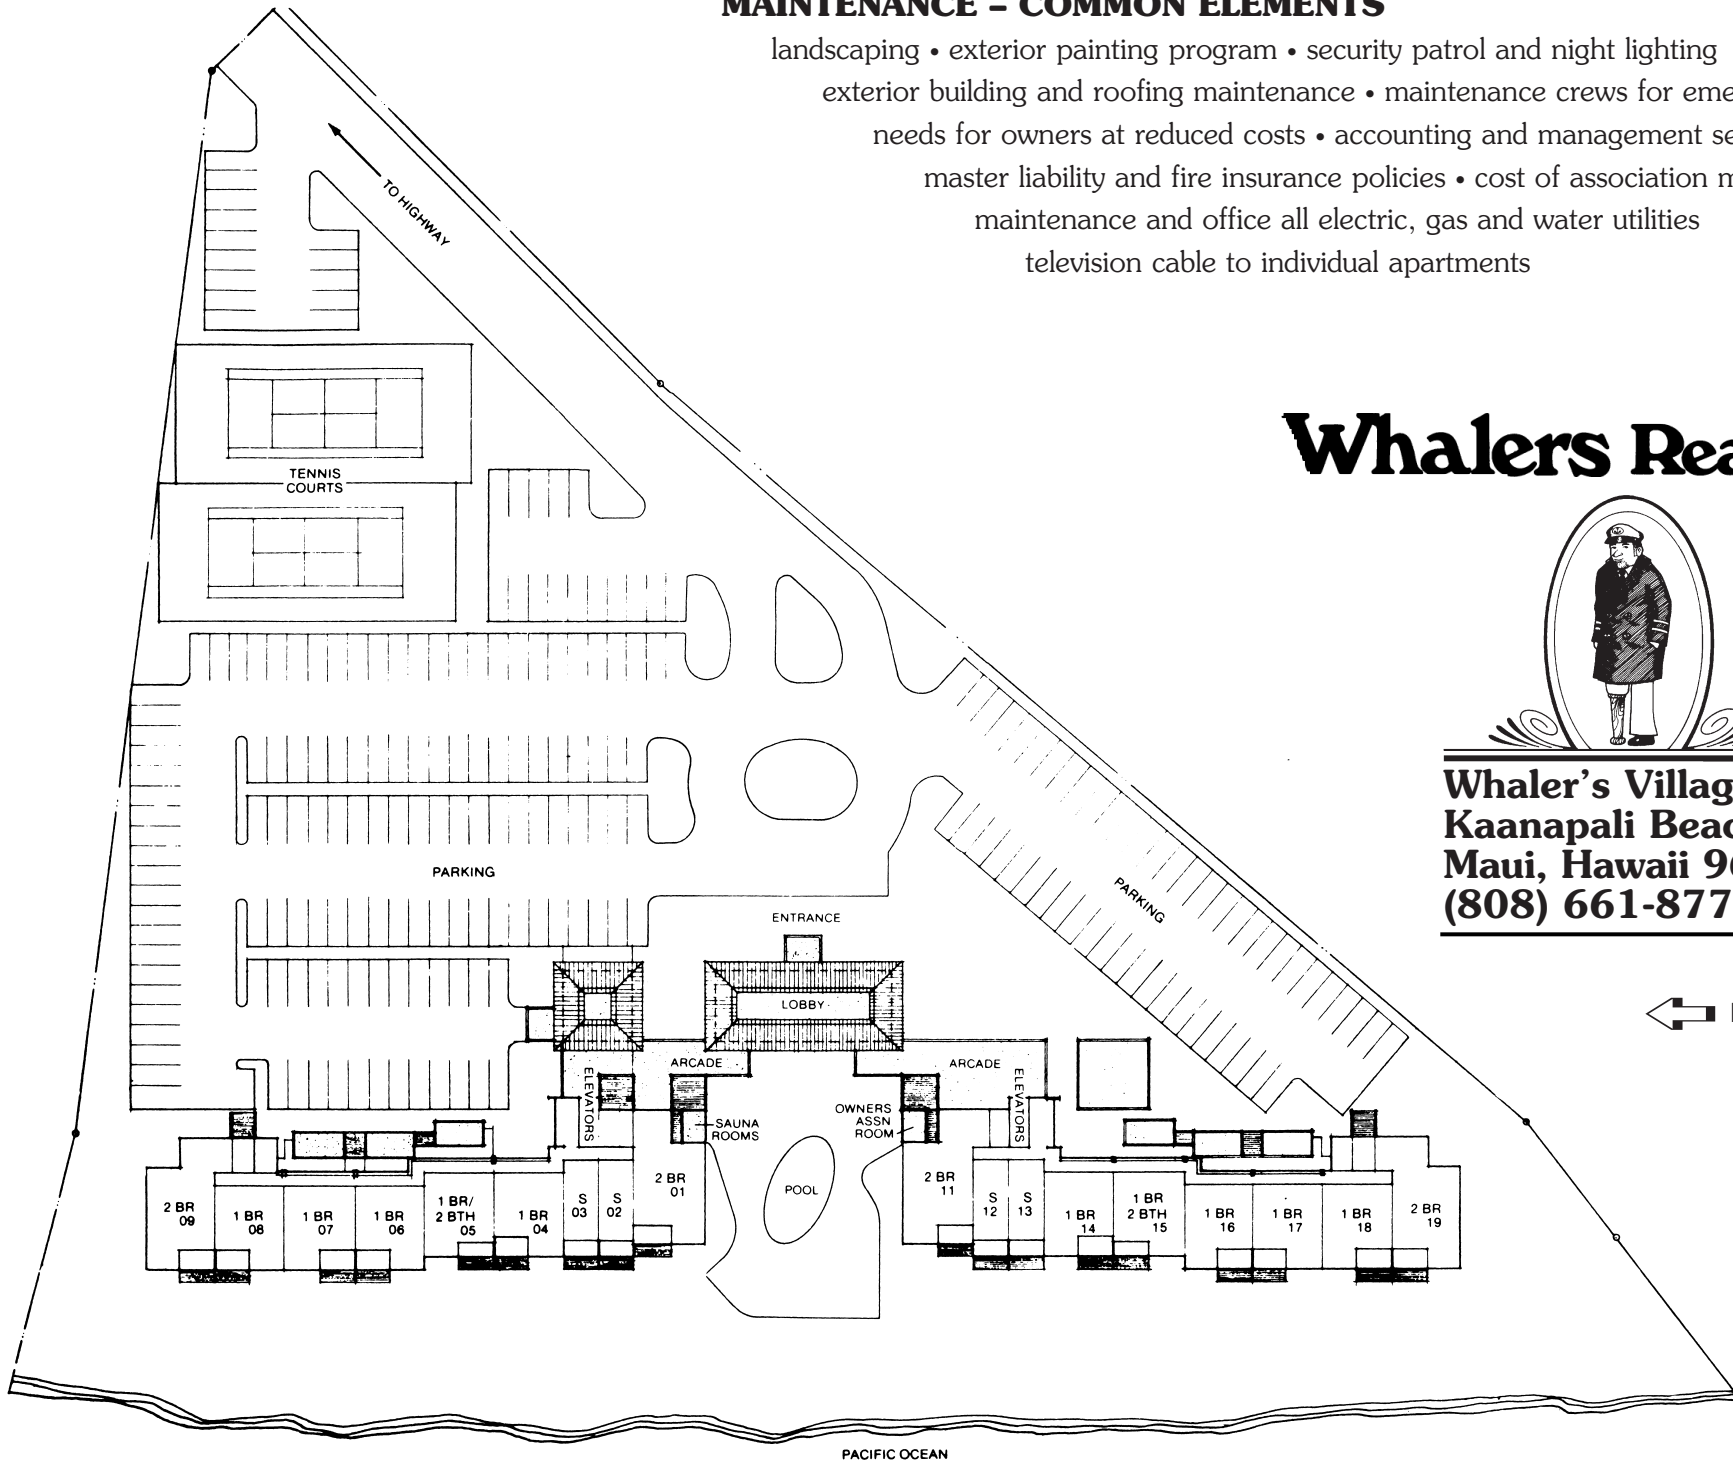 MAINTENANCE – COMMON ELEMENTS
landscaping • exterior painting program • security patrol and night lighting
exterior building and roofing maintenance • maintenance crews for eme
needs for owners at reduced costs • accounting and management se
master liability and fire insurance policies • cost of association m
maintenance and office all electric, gas and water utilities
television cable to individual apartments
TO HIGHWAY
Whalers Rea
TENNIS
COURTS
Whaler's Villag
Kaanapali Beac
Maui, Hawaii 96
(808) 661-877
PARKING
PARKING
ENTRANCE
LOBBY
ARCADE
ARCADE
ELEVATORS
ELEVATORS
SAUNA
ROOMS
OWNERS
ASSN
ROOM
POOL
2 BR
09
1 BR
08
1 BR
07
1 BR
06
1 BR/
2 BTH
05
1 BR
04
S
03
S
02
2 BR
01
2 BR
11
S
12
S
13
1 BR
14
1 BR
2 BTH
15
1 BR
16
1 BR
17
1 BR
18
2 BR
19
PACIFIC OCEAN